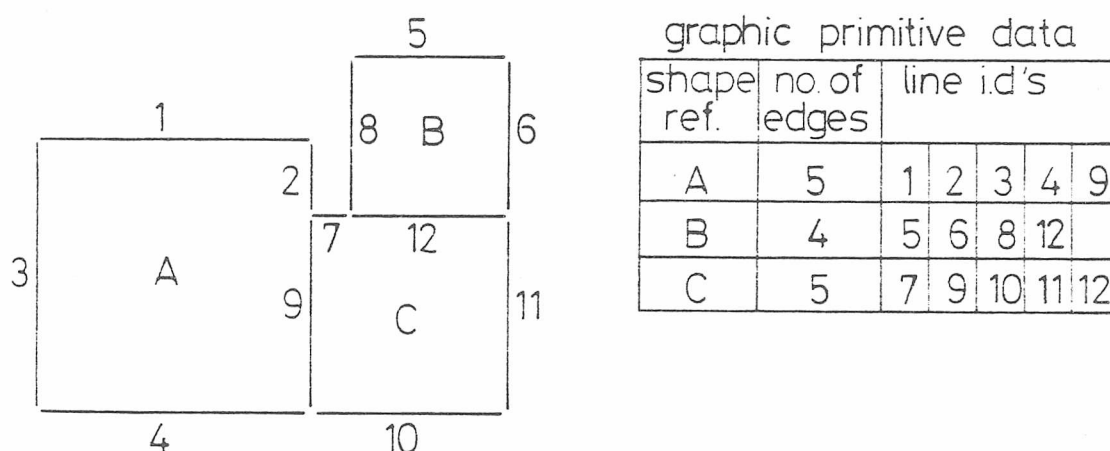 5
1
8 B 6
2
7 12
3 A
9 C 11
4 10
graphic primitive data
shape ref. no. of edges line i.d's
A 5 1 2 3 4 9
B 4 5 6 8 12
C 5 7 9 10 11 12